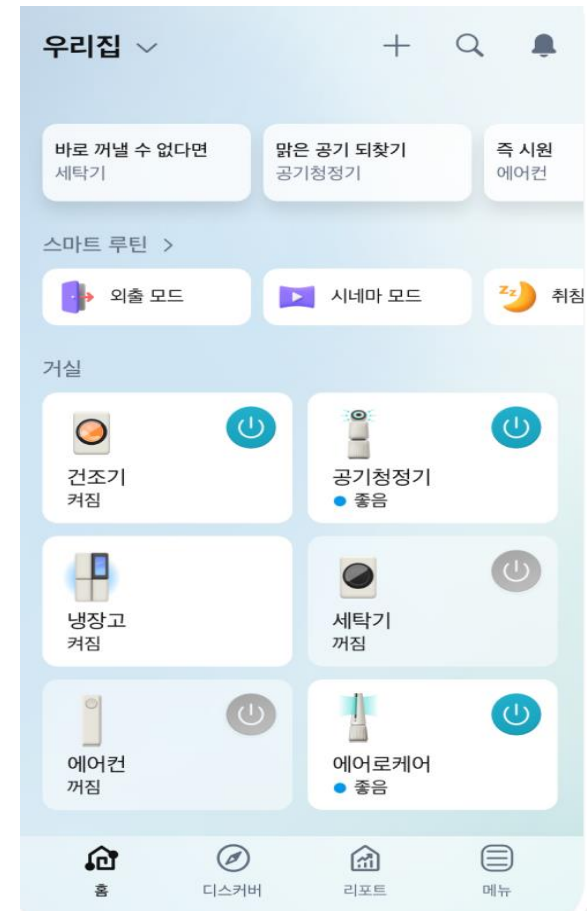 우리집
바로 꺼낼 수 없다면
세탁기
맑은 공기 되찾기
공기청정기
즉 시원
에어컨
스마트 루틴 >
외출 모드
시네마 모드
zz 취침
거실
건조기
켜짐
공기청정기
좋음
냉장고
켜짐
세탁기
꺼짐
에어컨
꺼짐
에어로케어
좋음
홈
디스커버
리포트
메뉴